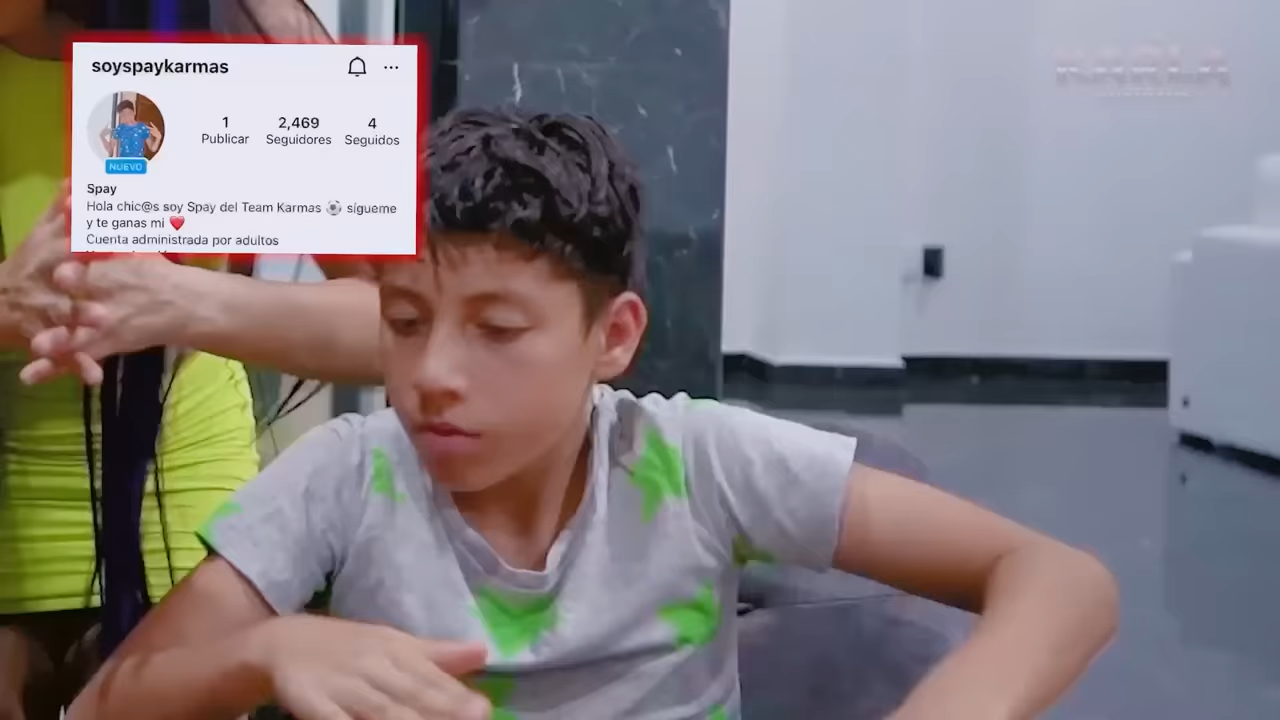 soyspaykarmas
1
2,469
4
Publicar
Seguidores
Seguidos
NUEVO
Spay
Hola chic@s soy Spay del Team Karmas ⚽ sígueme
y te ganas mi ❤️
Cuenta administrada por adultos
KARLA